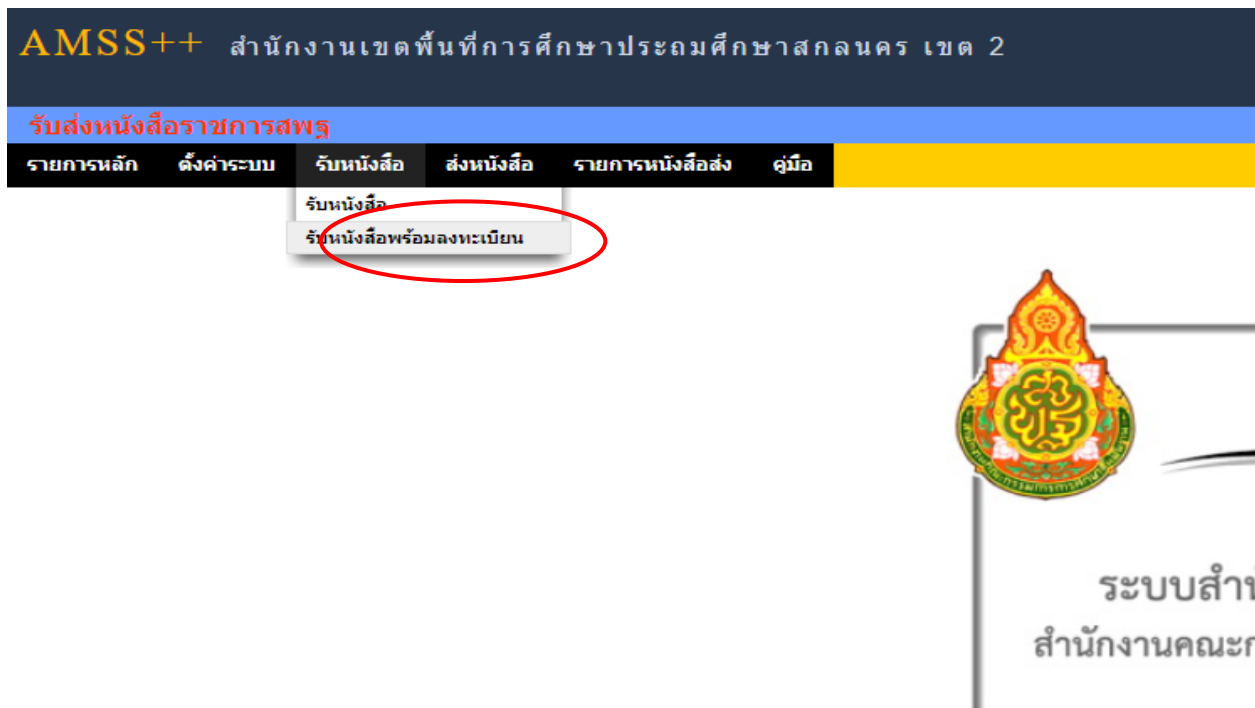 AMSS++ สำนักงานเขตพื้นที่การศึกษาประถมศึกษาสกลนคร เขต 2
รับส่งหนังสือราชการสพฐ
รายการหลัก ตั้งค่าระบบ รับหนังสือ ส่งหนังสือ รายการหนังสือส่ง คู่มือ
รับหนังสือ
รับหนังสือพร้อมลงทะเบียน
สพฐ
ระบบสำน
สำนักงานคณะก